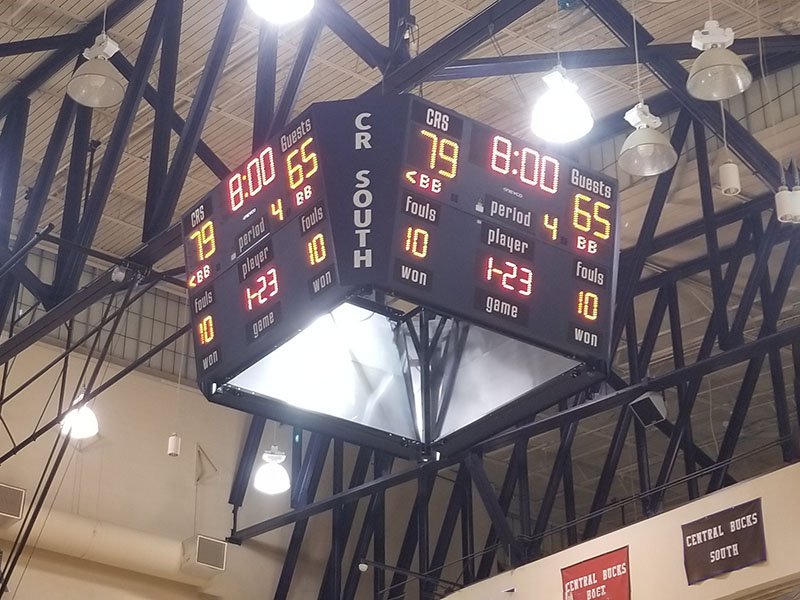 CRS 8:00 Guests
79 65
<BB period 4 BB
Fouls player Fouls
10 1-23 10
won game won
CR SOUTH
CRS 8:00 Guests
79 65
<BB period 4 BB
Fouls player Fouls
10 1-23 10
won game won
CENTRAL BUCKS
SOUTH
CENTRAL BUCKS